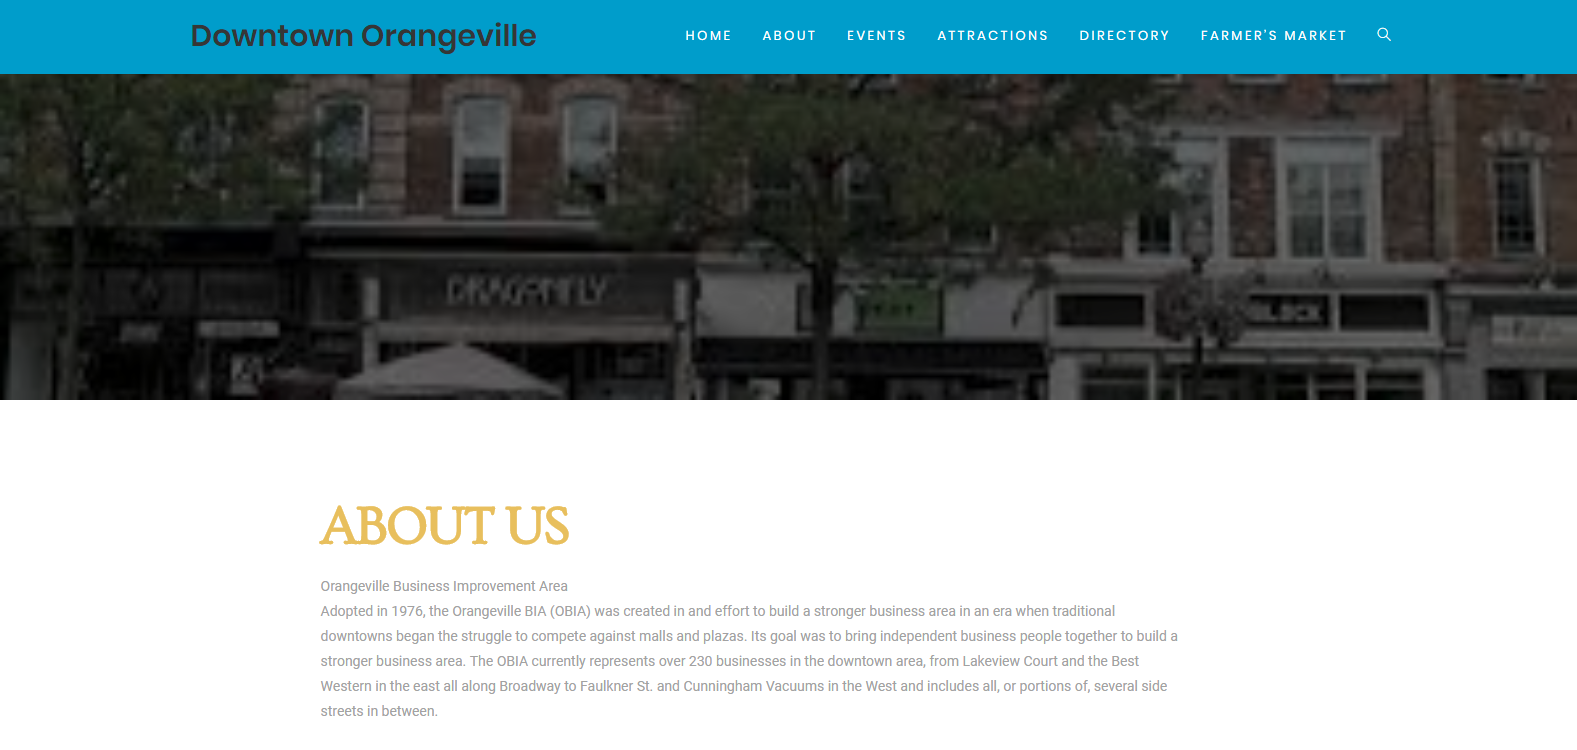 Downtown Orangeville
HOME ABOUT EVENTS ATTRACTIONS DIRECTORY FARMER'S MARKET
DRAGONFLY
BLACK
ABOUT US
Orangeville Business Improvement Area
Adopted in 1976, the Orangeville BIA (OBIA) was created in and effort to build a stronger business area in an era when traditional
downtowns began the struggle to compete against malls and plazas. Its goal was to bring independent business people together to build a
stronger business area. The OBIA currently represents over 230 businesses in the downtown area, from Lakeview Court and the Best
Western in the east all along Broadway to Faulkner St. and Cunningham Vacuums in the West and includes all, or portions of, several side
streets in between.